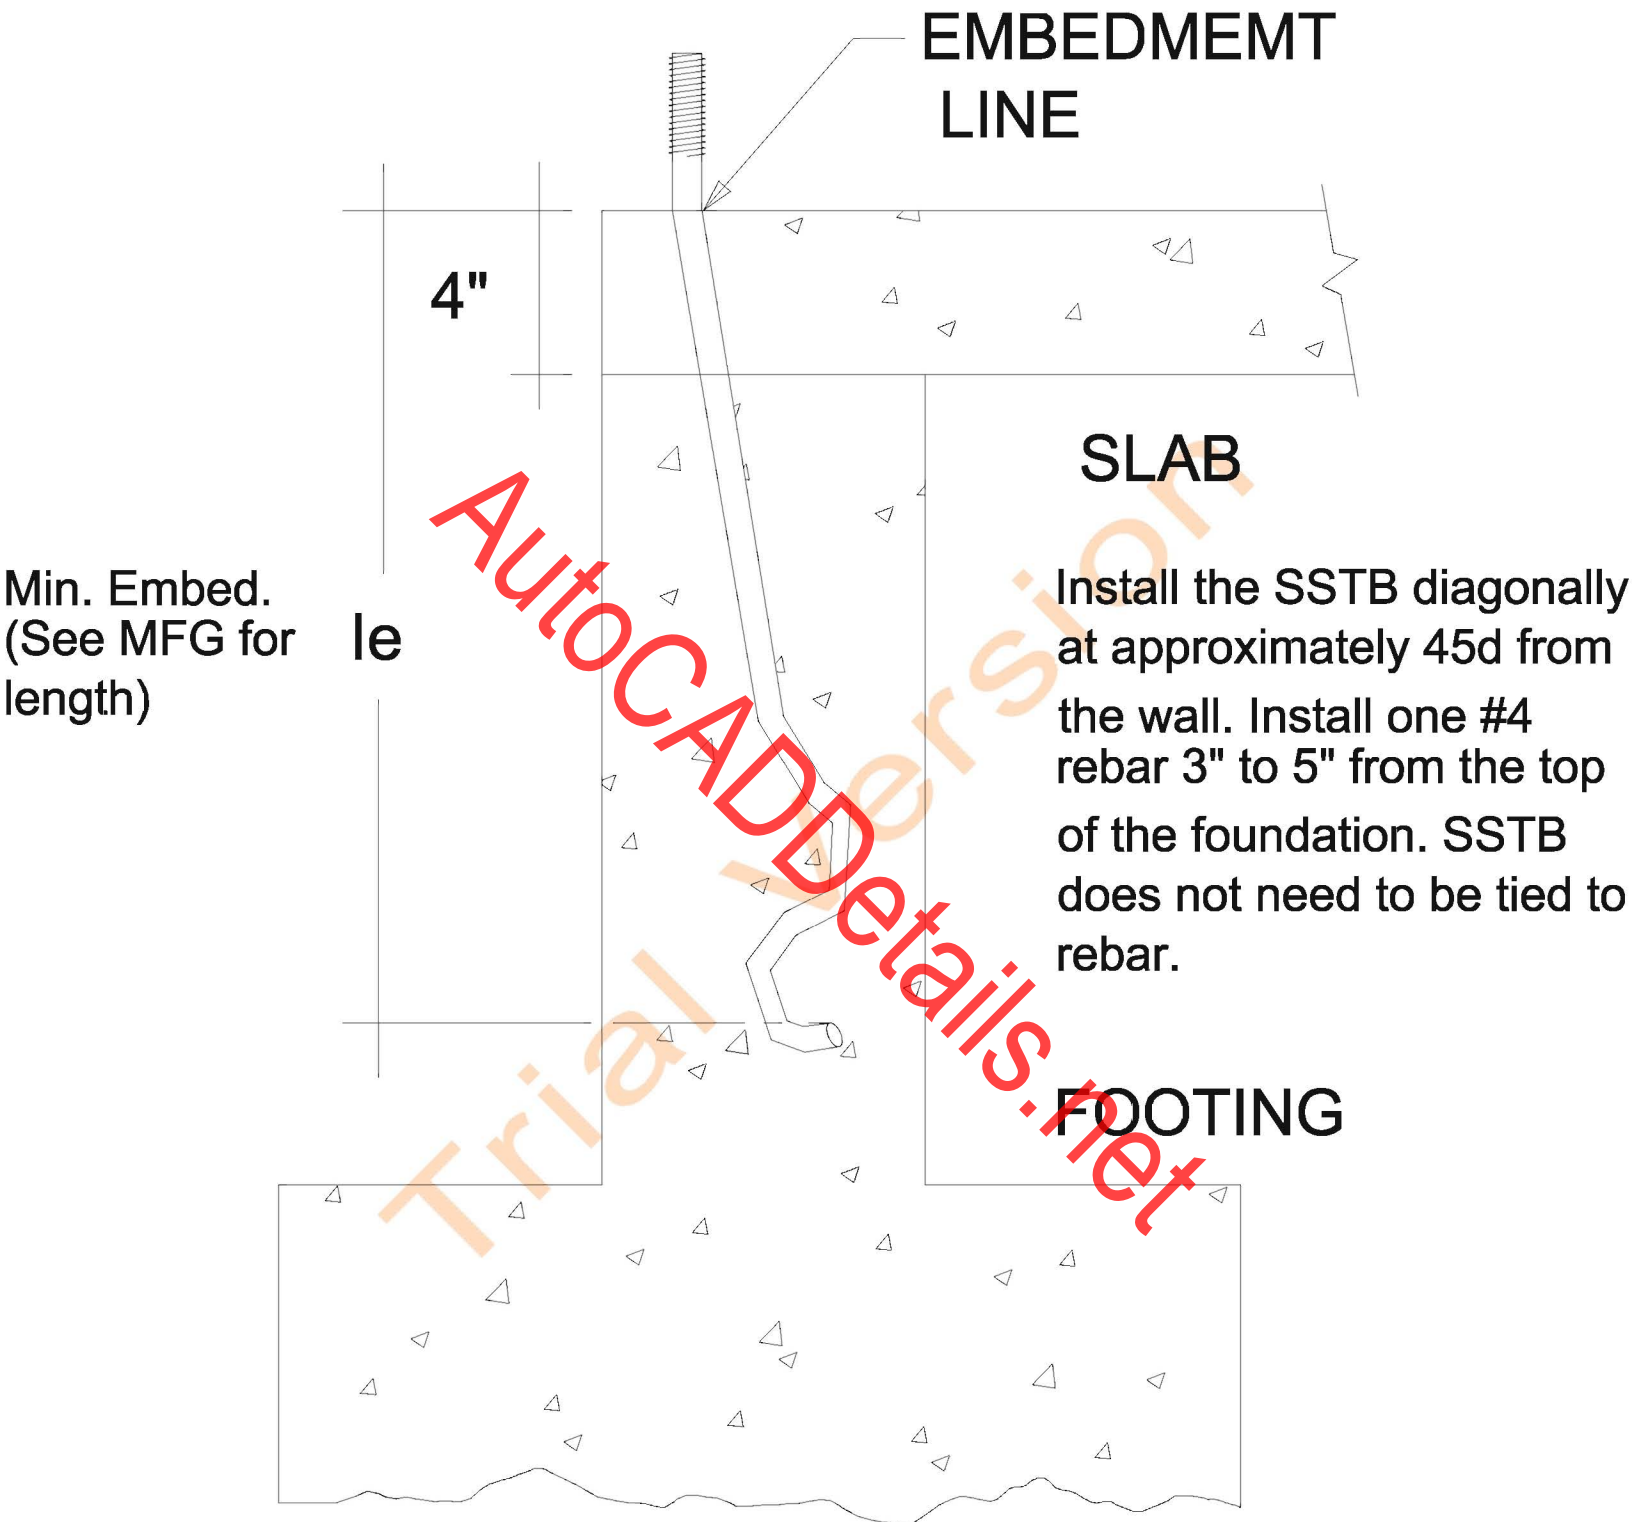 EMBEDMEMT
LINE
4"
SLAB
Min. Embed.
(See MFG for
length)
le
Install the SSTB diagonally
at approximately 45d from
the wall. Install one #4
rebar 3" to 5" from the top
of the foundation. SSTB
does not need to be tied to
rebar.
FOOTING
AutoCADDetails.net
Trial Version